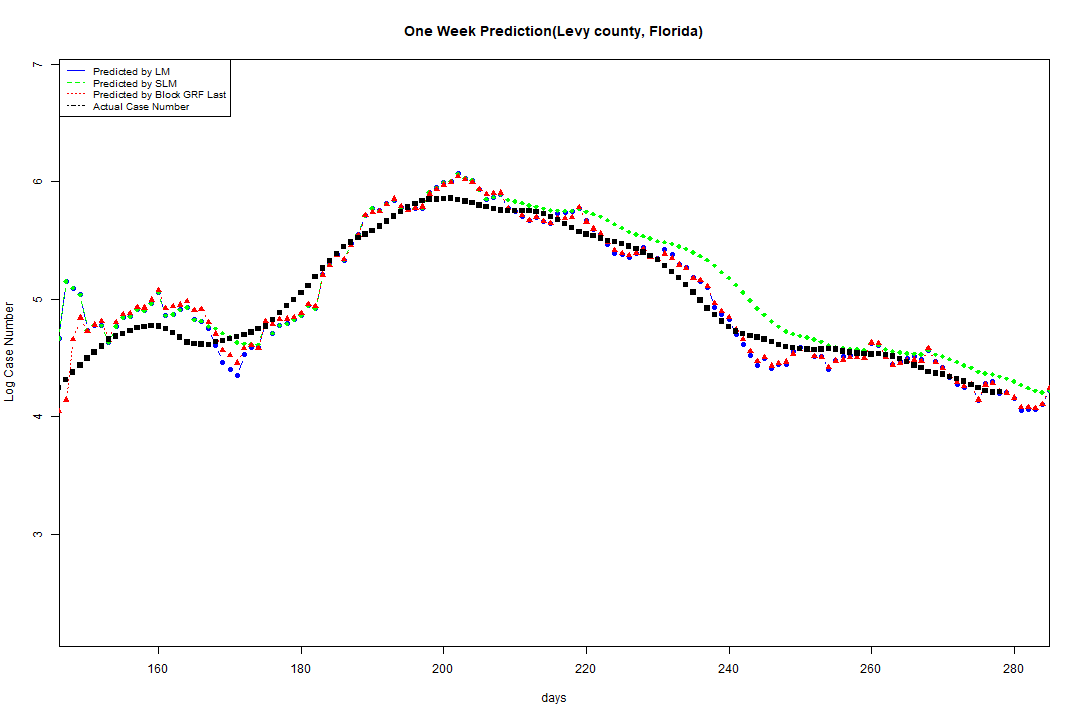 One Week Prediction(Levy county, Florida)
7
Predicted by LM
Predicted by SLM
Predicted by Block GRF Last
Actual Case Number
6
5
4
3
Log Case Number
160 180 200 220 240 260 280
days